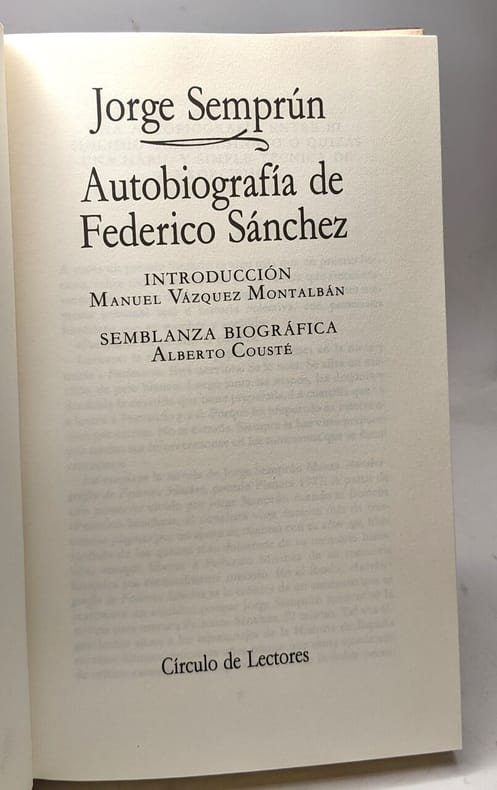 Jorge Semprún
Autobiografía de
Federico Sánchez
INTRODUCCIÓN
MANUEL VÁZQUEZ MONTALBÁN
SEMBLANZA BIOGRÁFICA
ALBERTO COUSTÉ
Círculo de Lectores